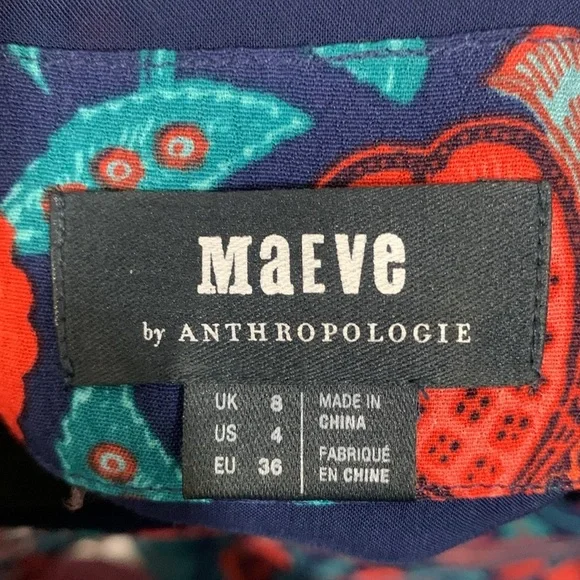 MaEVe
by ANTHROPOLOGIE
UK 8
US 4
EU 36
MADE IN
CHINA
FABRIQUÉ
EN CHINE